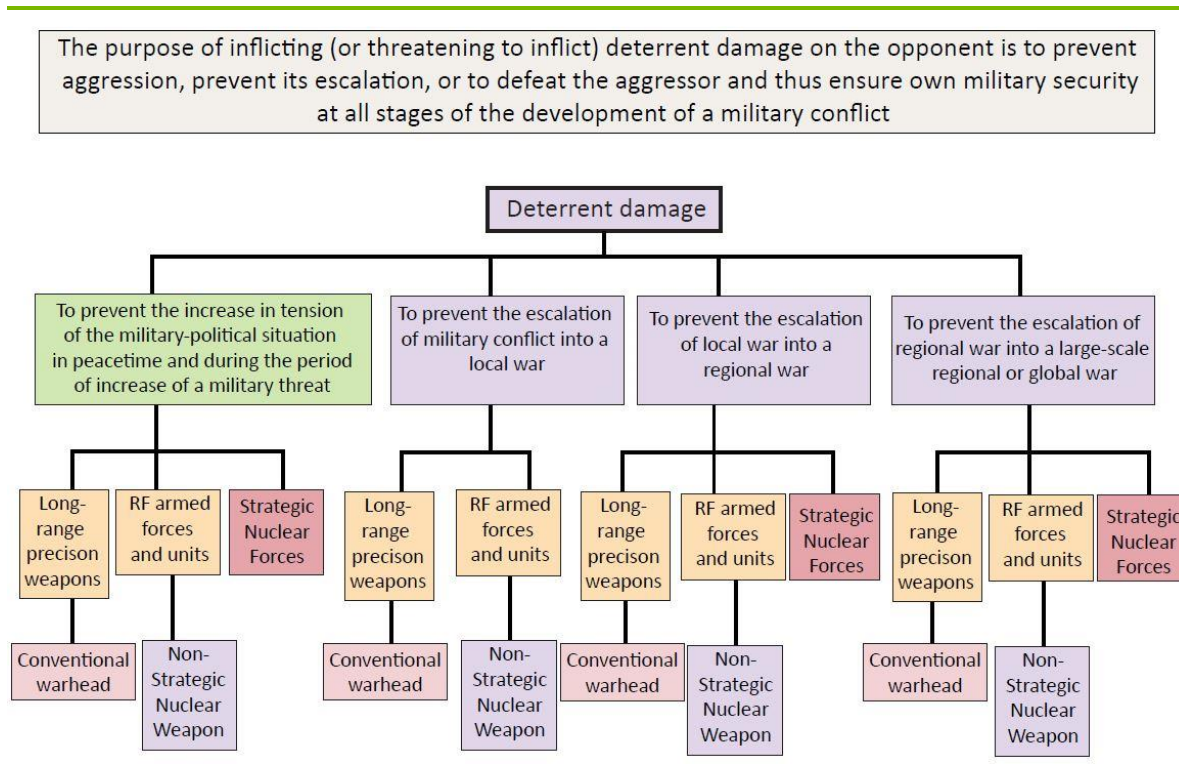 The purpose of inflicting (or threatening to inflict) deterrent damage on the opponent is to prevent
aggression, prevent its escalation, or to defeat the aggressor and thus ensure own military security
at all stages of the development of a military conflict
Deterrent damage
To prevent the increase in tension
of the military-political situation
in peacetime and during the period
of increase of a military threat
To prevent the escalation
of military conflict into a
local war
To prevent the escalation
of local war into a
regional war
To prevent the escalation of
regional war into a large-scale
regional or global war
Long-
range
precison
weapons
RF armed
forces
and units
Strategic
Nuclear
Forces
Long-
range
precison
weapons
RF armed
forces
and units
Long-
range
precison
weapons
RF armed
forces
and units
Strategic
Nuclear
Forces
Long-
range
precison
weapons
RF armed
forces
and units
Strategic
Nuclear
Forces
Conventional
warhead
Non-
Strategic
Nuclear
Weapon
Conventional
warhead
Non-
Strategic
Nuclear
Weapon
Conventional
warhead
Non-
Strategic
Nuclear
Weapon
Conventional
warhead
Non-
Strategic
Nuclear
Weapon